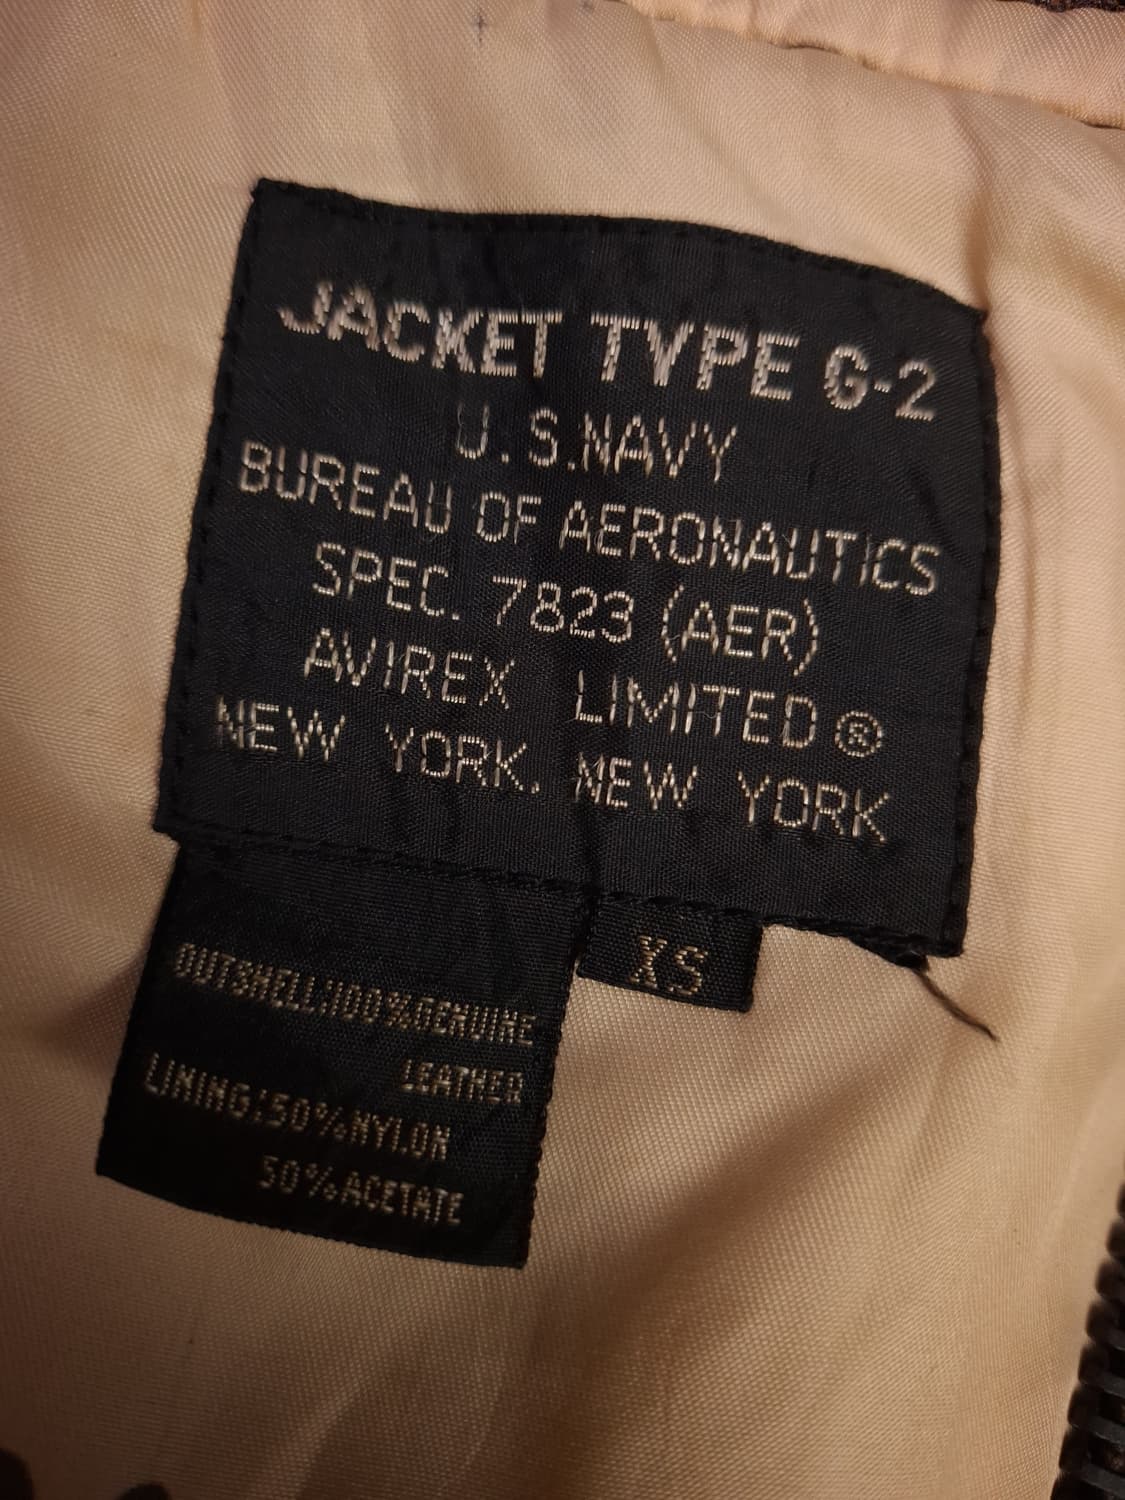 JACKET TYPE G-2
U.S.NAVY
BUREAU OF AERONAUTICS
SPEC. 7823 (AER)
AVIREX LIMITED ®
NEW YORK. NEW YORK
XS
OUTSHELL:100%GENUINE
LEATHER
LINING:50%NYLON
50%ACETATE